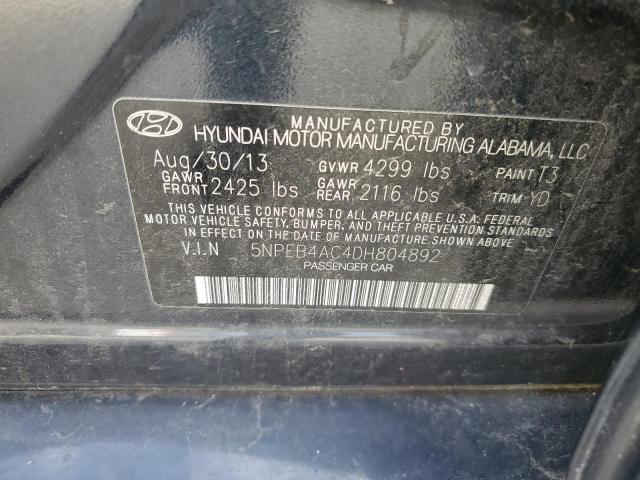 MANUFACTURED BY
HYUNDAI MOTOR MANUFACTURING ALABAMA, LLC
Aug/30/13 GVWR 4299 lbs PAINT T3
GAWR FRONT 2425 lbs GAWR REAR 2116 lbs TRIM YD
THIS VEHICLE CONFORMS TO ALL APPLICABLE U.S.A. FEDERAL
MOTOR VEHICLE SAFETY, BUMPER, AND THEFT PREVENTION STANDARDS
IN EFFECT ON THE DATE OF MANUFACTURE SHOWN ABOVE
V.I.N 5NPEB4AC4DH804892
PASSENGER CAR